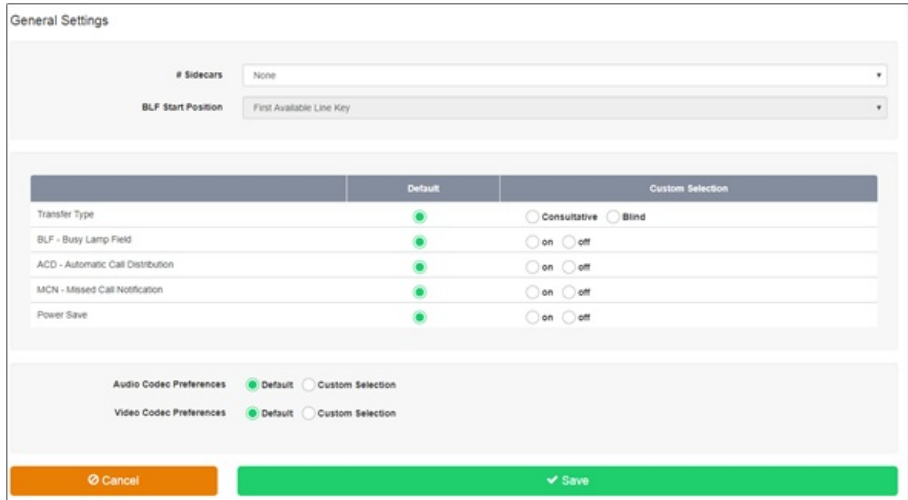 General Settings
# Sidecars None
BLF Start Position First Available Line Key
Default Custom Selection
Transfer Type Consultative Blind
BLF - Busy Lamp Field on off
ACD - Automatic Call Distribution on off
MCN - Missed Call Notification on off
Power Save on off
Audio Codec Preferences Default Custom Selection
Video Codec Preferences Default Custom Selection
Cancel Save